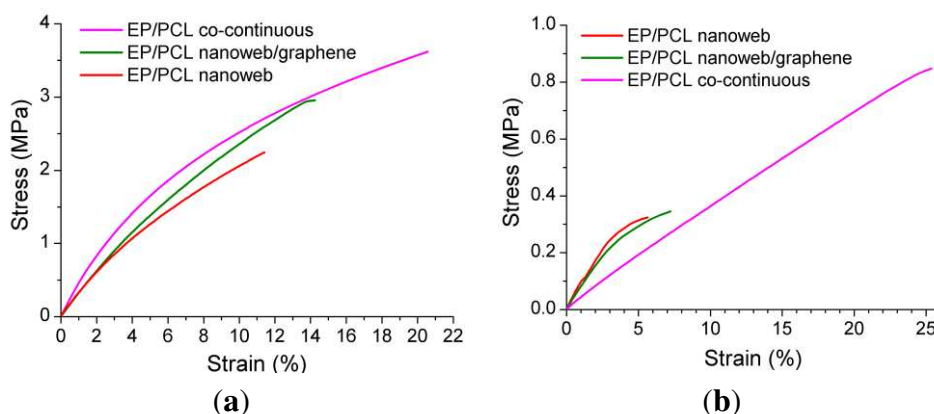 4
3
2
1
0
Stress (MPa)
EP/PCL co-continuous
EP/PCL nanoweb/graphene
EP/PCL nanoweb
0 2 4 6 8 10 12 14 16 18 20 22
Strain (%)
(a)
1.0
0.8
0.6
0.4
0.2
0.0
Stress (MPa)
EP/PCL nanoweb
EP/PCL nanoweb/graphene
EP/PCL co-continuous
0 5 10 15 20 25
Strain (%)
(b)